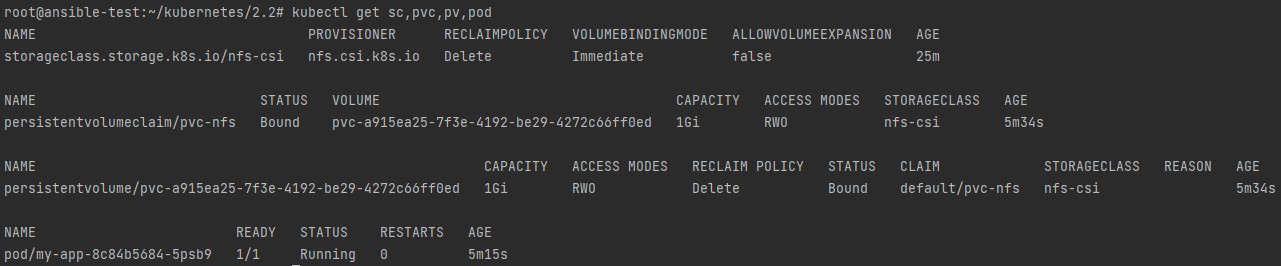 root@ansible-test:~/kubernetes/2.2# kubectl get sc,pvc,pv,pod
NAME                                  PROVISIONER      RECLAIMPOLICY   VOLUMEBINDINGMODE   ALLOWVOLUMEEXPANSION   AGE
storageclass.storage.k8s.io/nfs-csi   nfs.csi.k8s.io   Delete          Immediate           false                  25m

NAME                            STATUS   VOLUME                                     CAPACITY   ACCESS MODES   STORAGECLASS   AGE
persistentvolumeclaim/pvc-nfs   Bound    pvc-a915ea25-7f3e-4192-be29-4272c66ff0ed   1Gi        RWO            nfs-csi        5m34s

NAME                                                        CAPACITY   ACCESS MODES   RECLAIM POLICY   STATUS   CLAIM             STORAGECLASS   REASON   AGE
persistentvolume/pvc-a915ea25-7f3e-4192-be29-4272c66ff0ed   1Gi        RWO            Delete           Bound    default/pvc-nfs   nfs-csi                 5m34s

NAME                         READY   STATUS    RESTARTS   AGE
pod/my-app-8c84b5684-5psb9   1/1     Running   0          5m15s